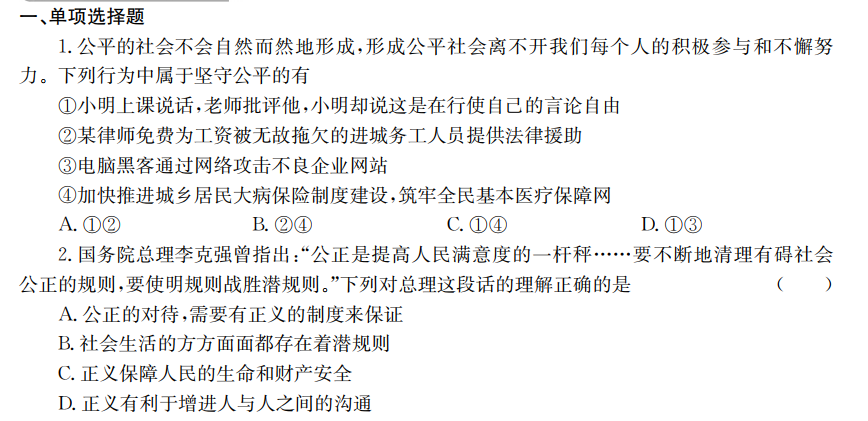 一、单项选择题
1. 公平的社会不会自然而然地形成,形成公平社会离不开我们每个人的积极参与和不懈努
力。下列行为中属于坚守公平的有
①小明上课说话,老师批评他,小明却说这是在行使自己的言论自由
②某律师免费为工资被无故拖欠的进城务工人员提供法律援助
③电脑黑客通过网络攻击不良企业网站
④加快推进城乡居民大病保险制度建设,筑牢全民基本医疗保障网
A. ①② B. ②④ C. ①④ D. ①③
2. 国务院总理李克强曾指出:“公正是提高人民满意度的一杆秤……要不断地清理有碍社会
公正的规则,要使明规则战胜潜规则。”下列对总理这段话的理解正确的是 ( )
A. 公正的对待,需要有正义的制度来保证
B. 社会生活的方方面面都存在着潜规则
C. 正义保障人民的生命和财产安全
D. 正义有利于增进人与人之间的沟通